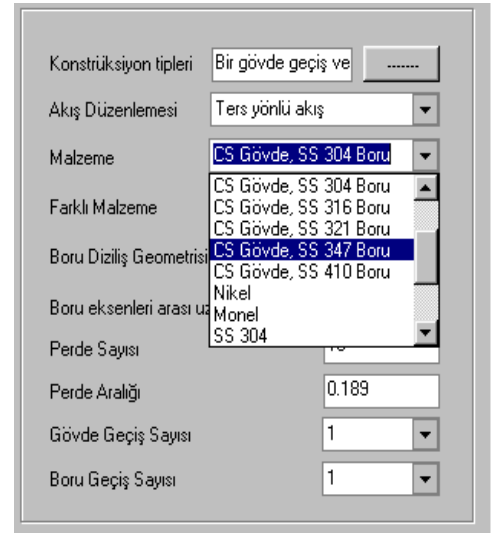 Konstrüksiyon tipleri Bir gövde geçiş ve -------
Akış Düzenlemesi Ters yönlü akış
Malzeme CS Gövde, SS 304 Boru
CS Gövde, SS 304 Boru
Farklı Malzeme CS Gövde, SS 316 Boru
CS Gövde, SS 321 Boru
Boru Diziliş Geometrisi CS Gövde, SS 347 Boru
CS Gövde, SS 410 Boru
Nikel
Boru eksenleri arası Monel
SS 304
Perde Sayısı
Perde Aralığı 0.189
Gövde Geçiş Sayısı 1
Boru Geçiş Sayısı 1